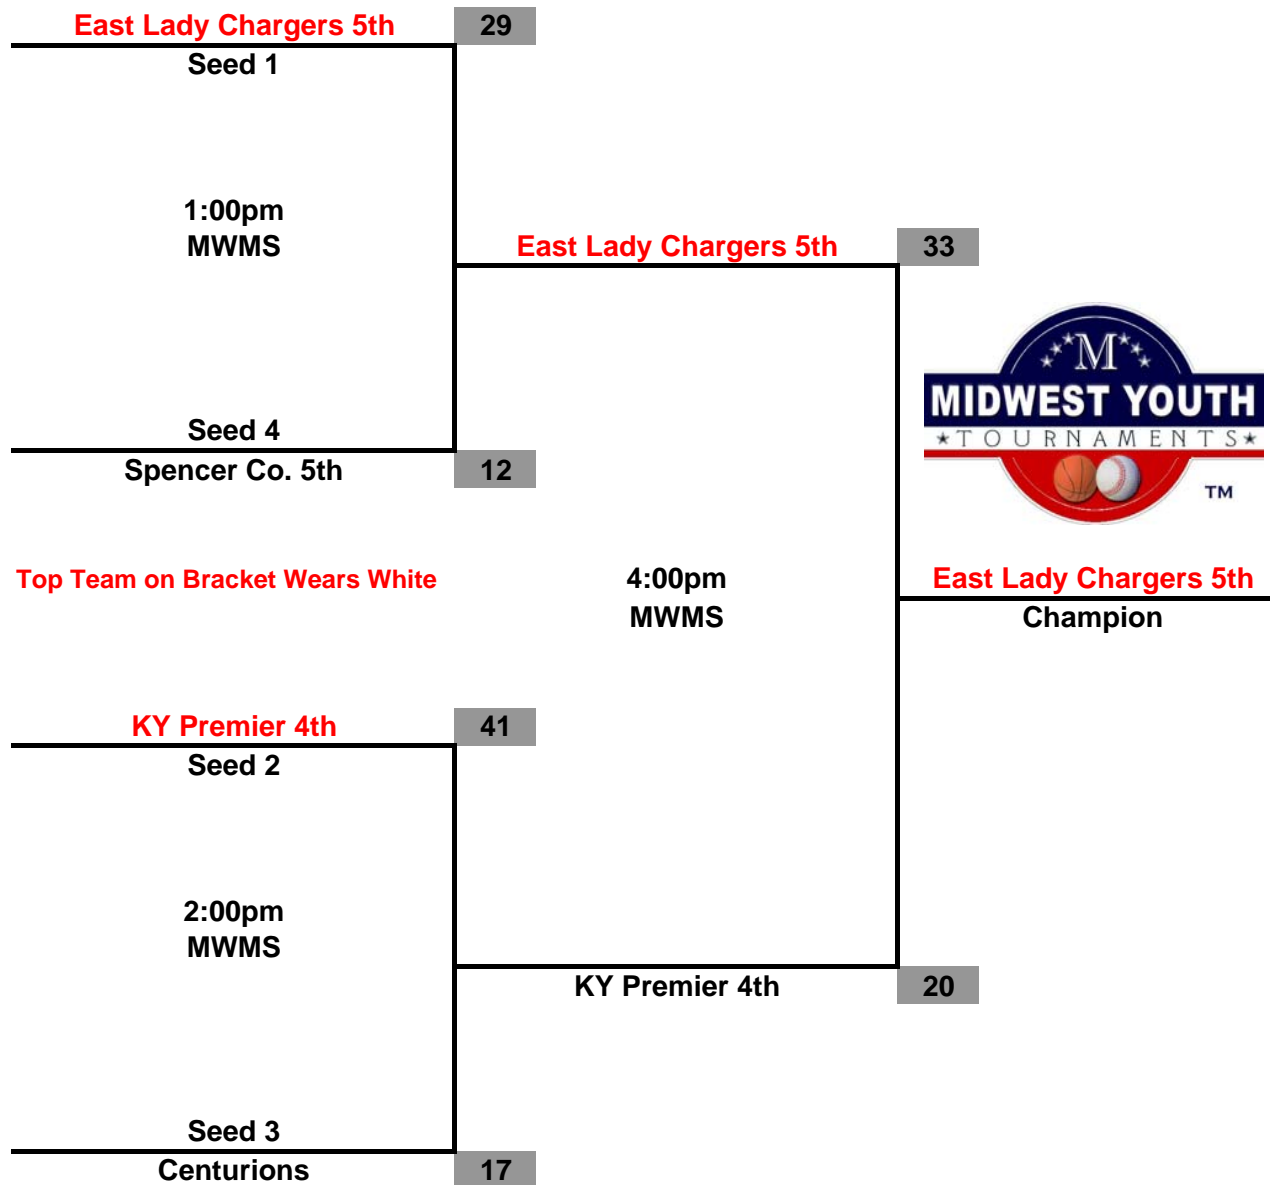 East Lady Chargers 5th 29
Seed 1
1:00pm
MWMS
East Lady Chargers 5th 33
M
MIDWEST YOUTH
★TOURNAMENTS★
TM
Seed 4
Spencer Co. 5th 12
Top Team on Bracket Wears White
4:00pm
MWMS
East Lady Chargers 5th
Champion
KY Premier 4th 41
Seed 2
2:00pm
MWMS
KY Premier 4th 20
Seed 3
Centurions 17